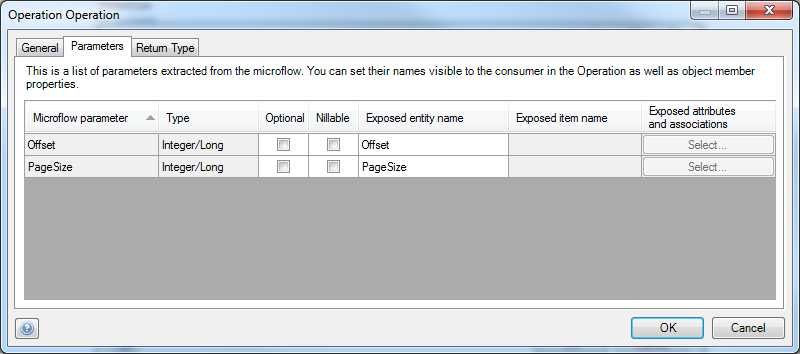 Operation Operation
General Parameters Return Type
This is a list of parameters extracted from the microflow. You can set their names visible to the consumer in the Operation as well as object member
properties.
Microflow parameter Type Optional Nillable Exposed entity name Exposed item name Exposed attributes
and associations
Offset Integer/Long Offset Select...
PageSize Integer/Long PageSize Select...
? OK Cancel